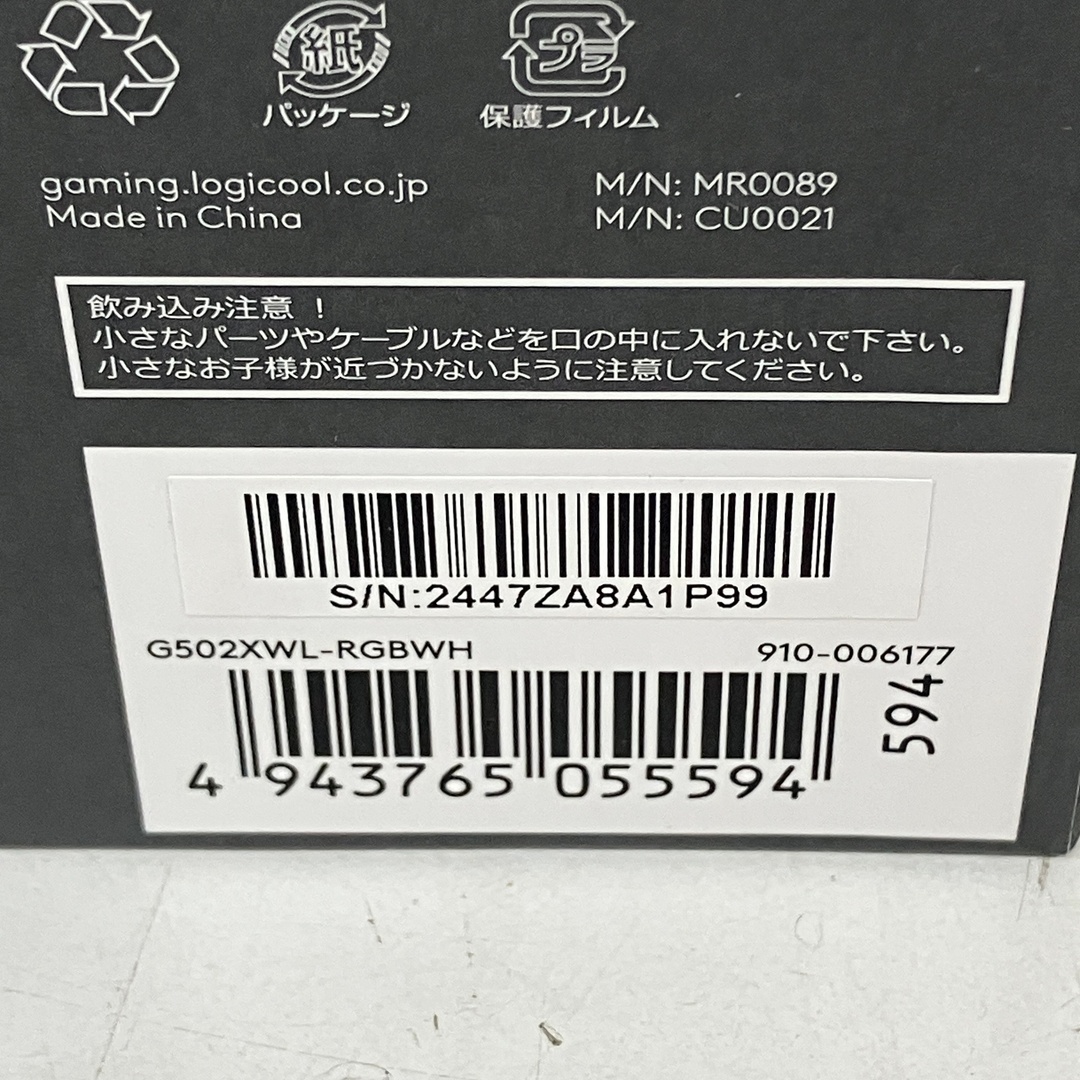 紙
プラ
パッケージ
保護フィルム
gaming.logicool.co.jp
Made in China
M/N: MR0089
M/N: CU0021
飲み込み注意 !
小さなパーツやケーブルなどを口の中に入れないで下さい。
小さなお子様が近づかないように注意してください。
S/N:2447ZA8A1P99
G502XWL-RGBWH
910-006177
4 943765 055594
594